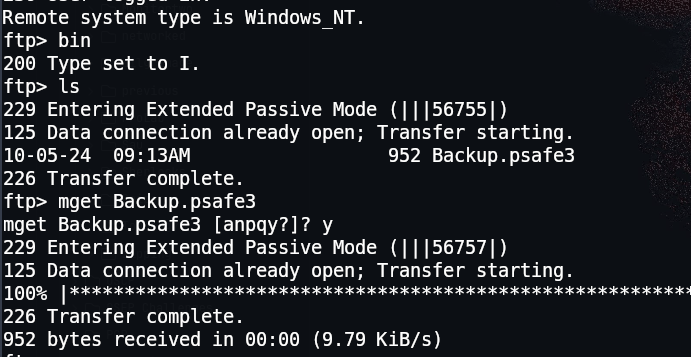 Remote system type is Windows_NT.
ftp> bin
200 Type set to I.
ftp> ls
229 Entering Extended Passive Mode (|||56755|)
125 Data connection already open; Transfer starting.
10-05-24  09:13AM                  952 Backup.psafe3
226 Transfer complete.
ftp> mget Backup.psafe3
mget Backup.psafe3 [anpqy?]? y
229 Entering Extended Passive Mode (|||56757|)
125 Data connection already open; Transfer starting.
100% |*********************************************************
226 Transfer complete.
952 bytes received in 00:00 (9.79 KiB/s)